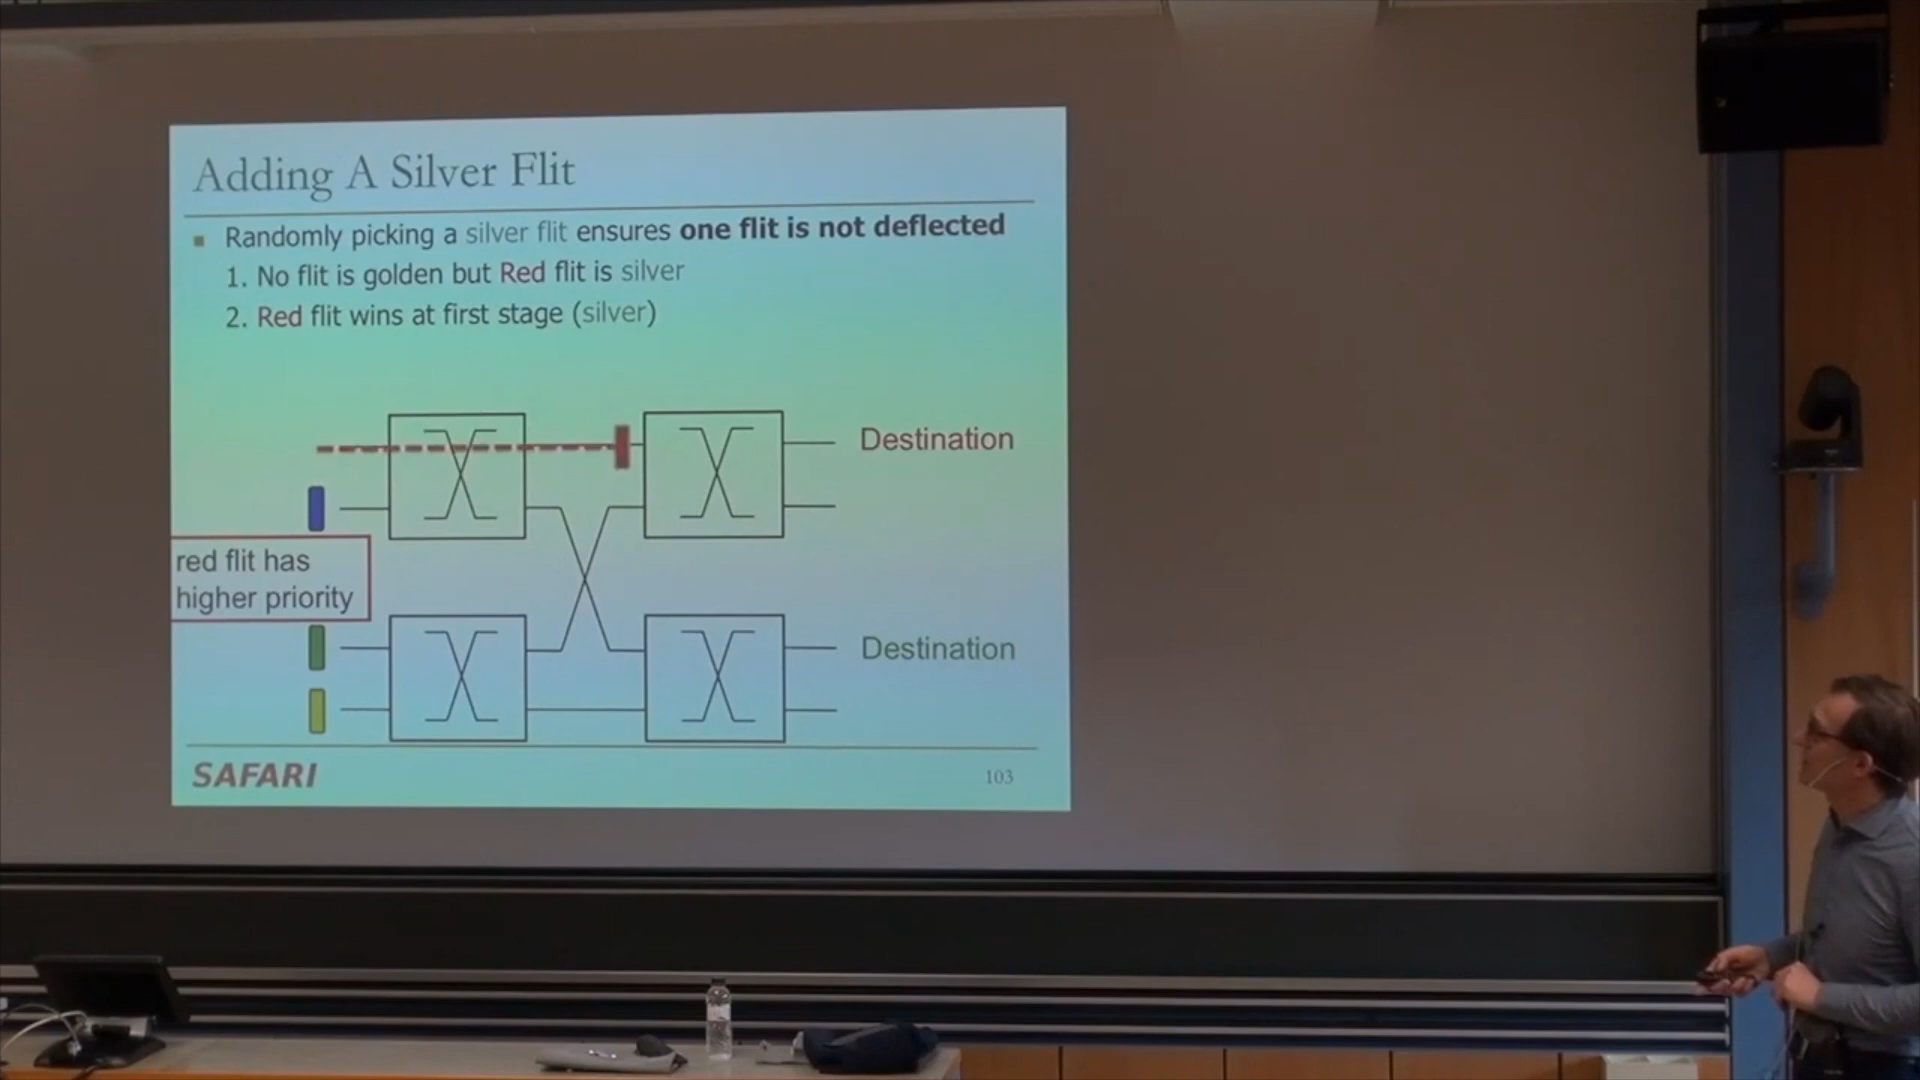 Adding A Silver Flit
Randomly picking a silver flit ensures one flit is not deflected
1. No flit is golden but Red flit is silver
2. Red flit wins at first stage (silver)
Destination
red flit has
higher priority
Destination
SAFARI
103